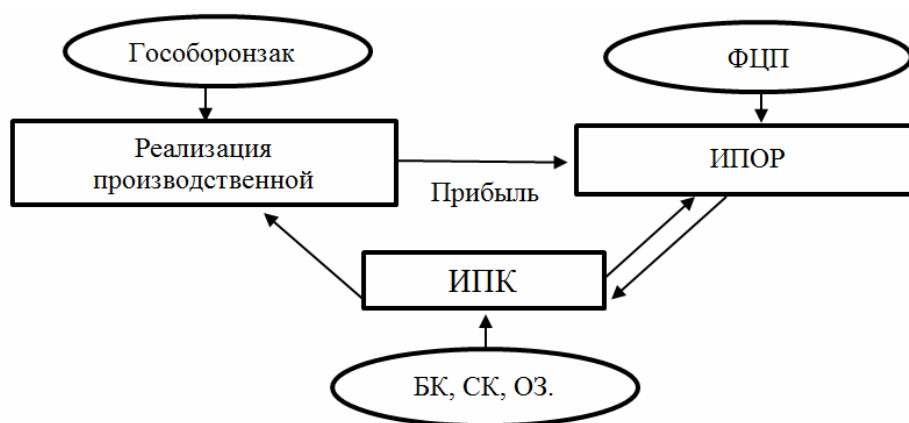 Гособоронзак
ФЦП
Реализация
производственной
ИПОР
Прибыль
ИПК
БК, СК, ОЗ.